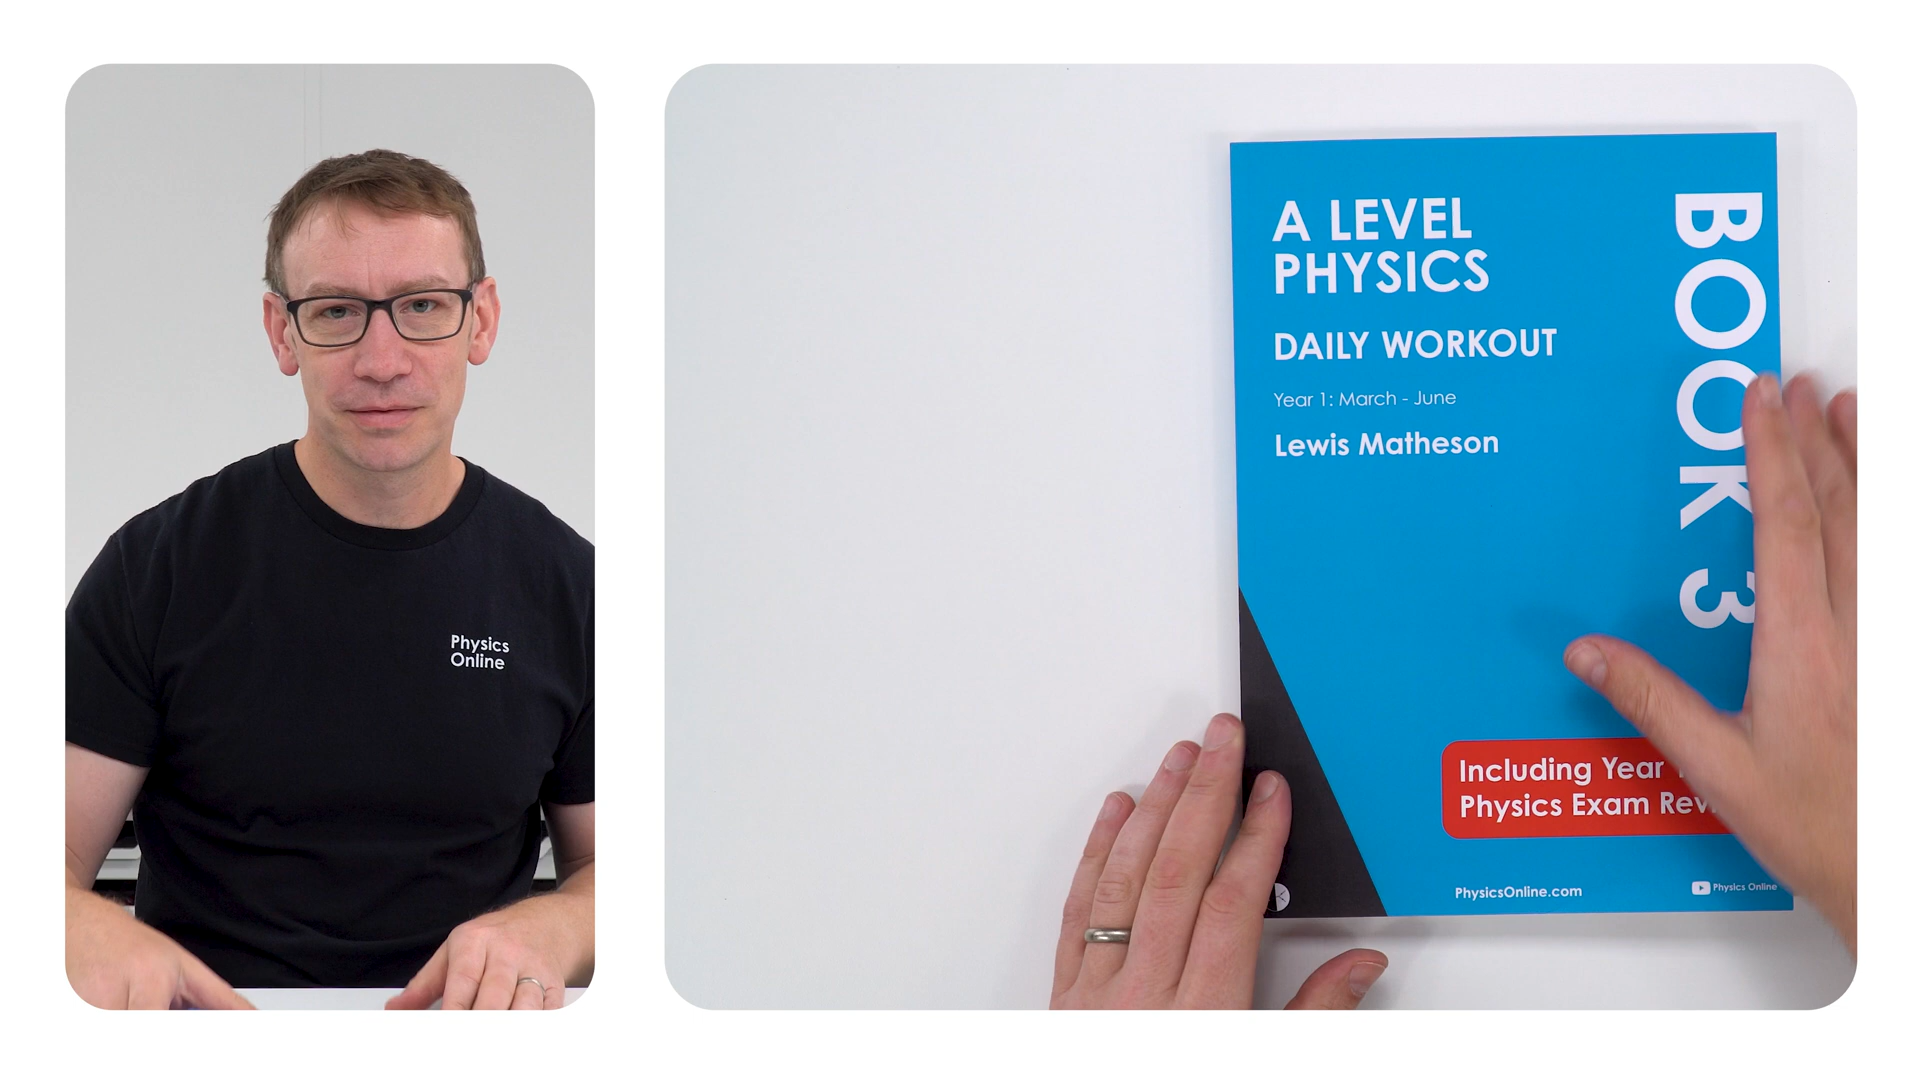 Physics
Online
A LEVEL
PHYSICS
DAILY WORKOUT
Year 1: March - June
Lewis Matheson
BOOK 3
Including Year
Physics Exam
PhysicsOnline.com
Physics Online